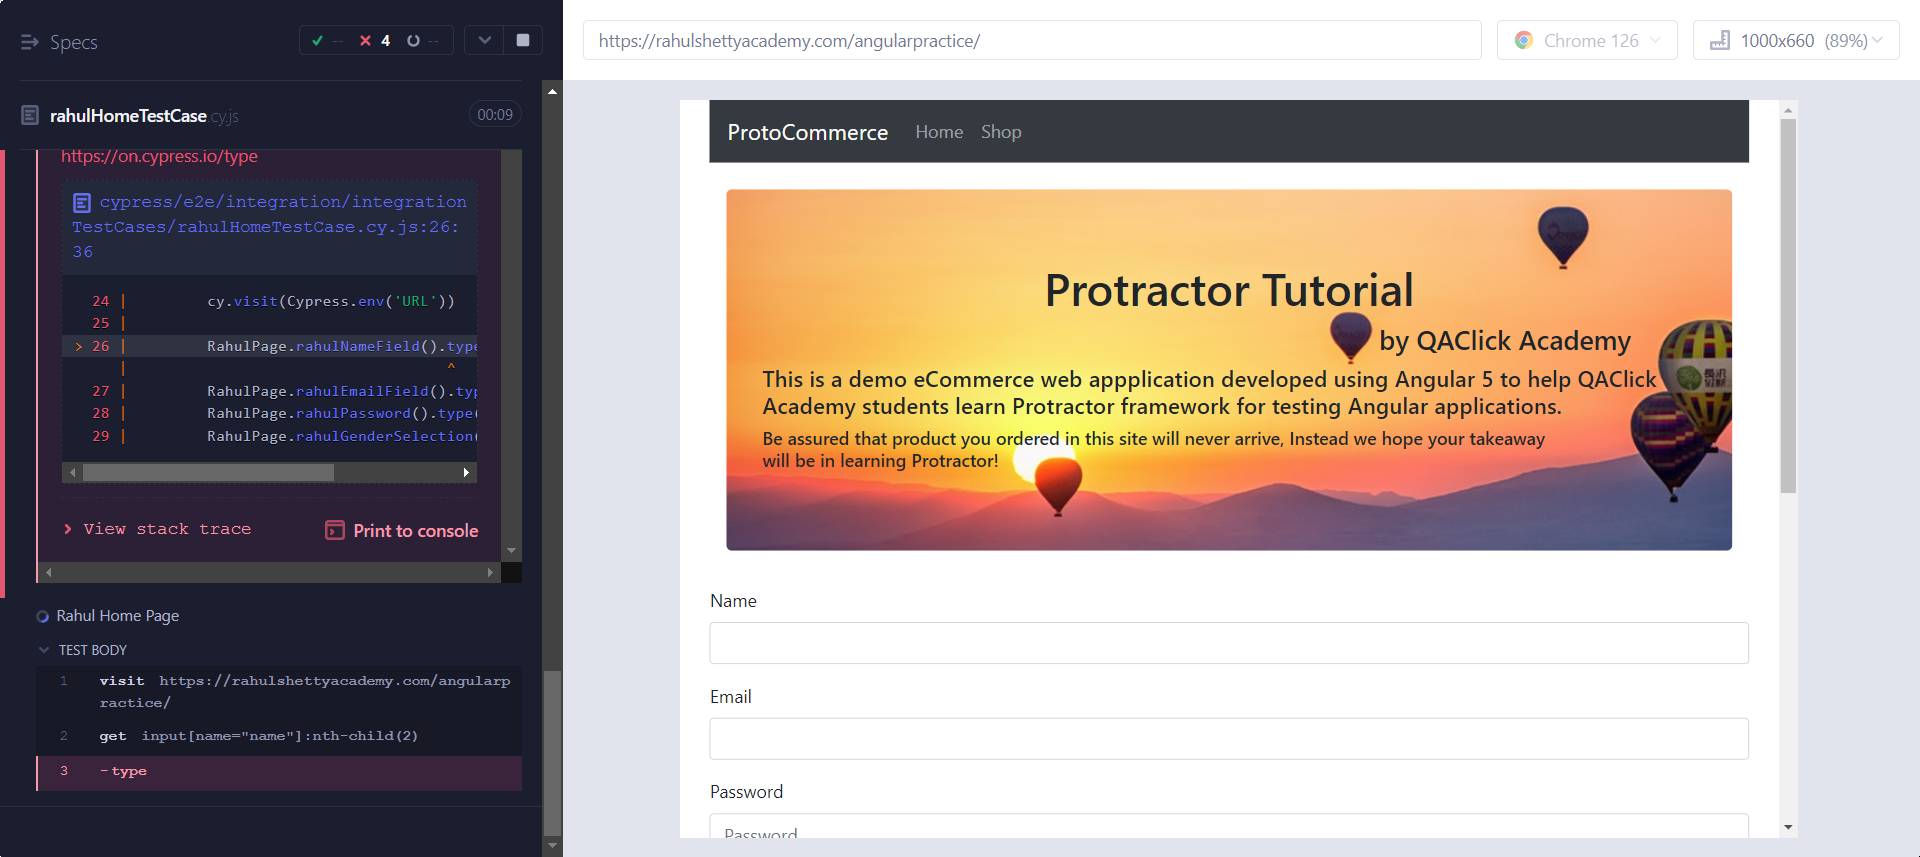 Specs
-- 4 --
rahulHomeTestCase.cy.js 00:09
https://on.cypress.io/type
cypress/e2e/integration/integration
TestCases/rahulHomeTestCase.cy.js:26:
36
24 | cy.visit(Cypress.env('URL'))
25 |
> 26 | RahulPage.rahulNameField().type
| ^
27 | RahulPage.rahulEmailField().typ
28 | RahulPage.rahulPassword().type(
29 | RahulPage.rahulGenderSelection(
> View stack trace
Print to console
Rahul Home Page
TEST BODY
1 visit https://rahulshettyacademy.com/angularp
ractice/
2 get input[name="name"]:nth-child(2)
3 -type
https://rahulshettyacademy.com/angularpractice/
Chrome 126
1000x660 (89%)
ProtoCommerce Home Shop
Protractor Tutorial
by QAClick Academy
This is a demo eCommerce web appplication developed using Angular 5 to help QAClick
Academy students learn Protractor framework for testing Angular applications.
Be assured that product you ordered in this site will never arrive, Instead we hope your takeaway
will be in learning Protractor!
Name
Email
Password
Password